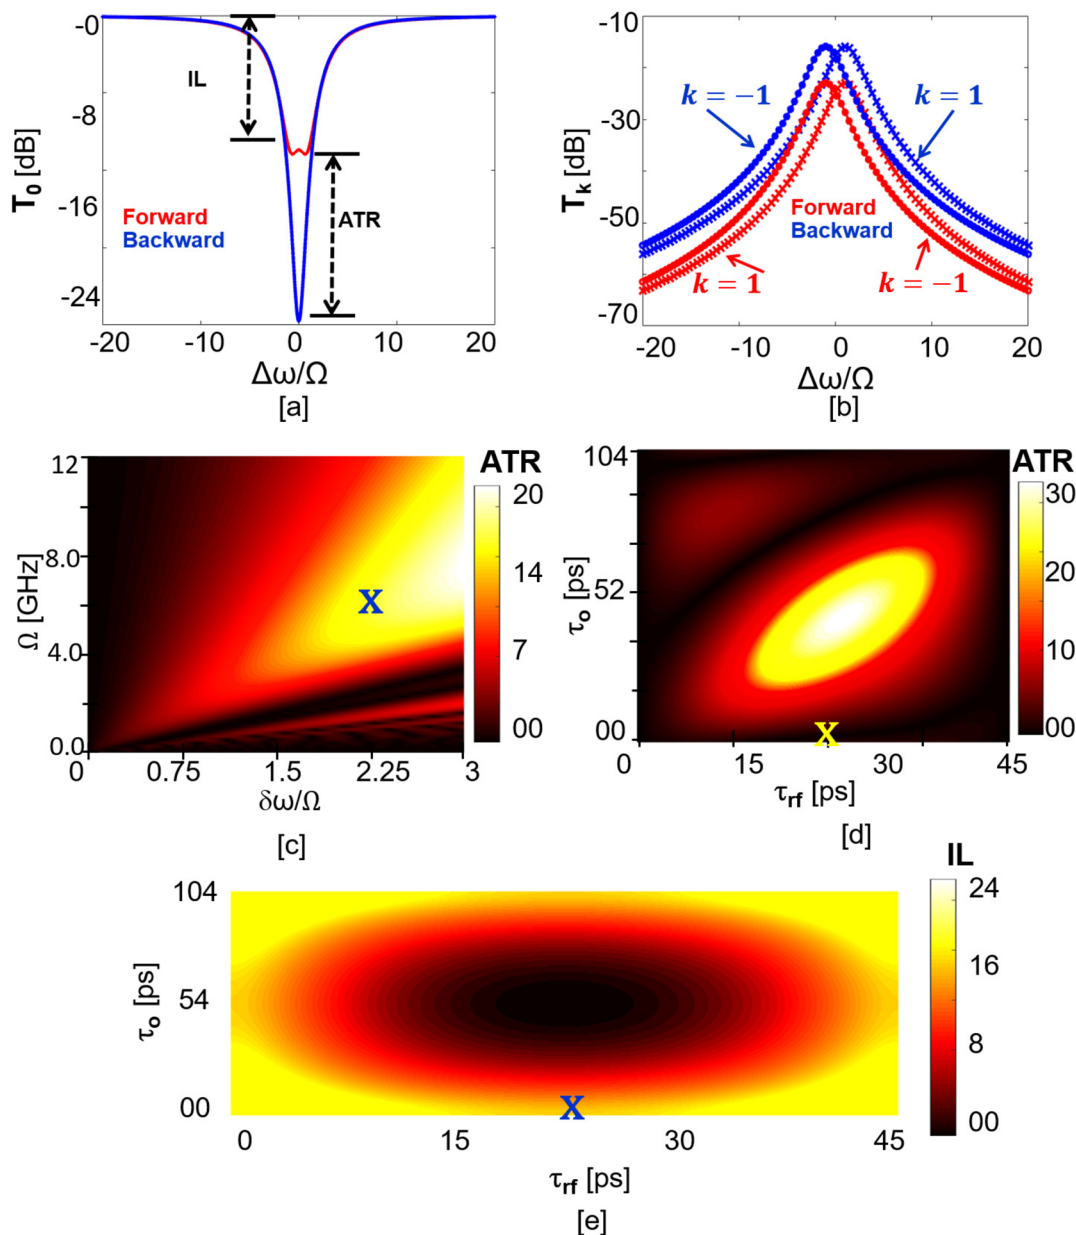 -0
-8
-16
-24
T0 [dB]
IL
ATR
Forward
Backward
-20 -10 0 10 20
Δω/Ω
[a]
-10
-30
-50
-70
Tk [dB]
k = −1
k = 1
Forward
Backward
k = 1
k = −1
-20 -10 0 10 20
Δω/Ω
[b]
12
8.0
4.0
0.0
Ω [GHz]
X
ATR
20
14
7
00
0 0.75 1.5 2.25 3
δω/Ω
[c]
104
52
00
τo [ps]
X
ATR
30
20
10
00
0 15 30 45
τrf [ps]
[d]
104
54
00
τo [ps]
X
IL
24
16
8
00
0 15 30 45
τrf [ps]
[e]